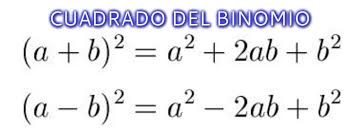 CUADRADO DEL BINOMIO
(a + b)² = a² + 2ab + b²
(a − b)² = a² − 2ab + b²